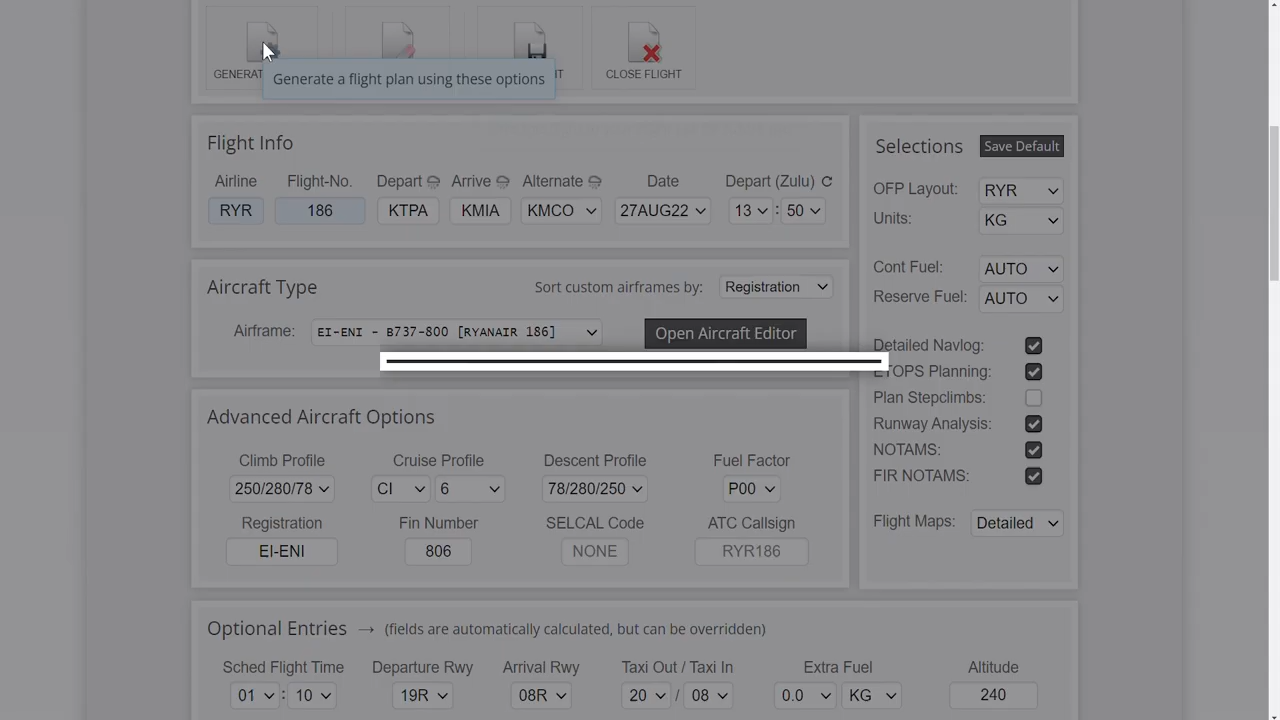 GENERATE
Generate a flight plan using these options
CLOSE FLIGHT
Flight Info
Airline Flight-No. Depart Arrive Alternate Date Depart (Zulu)
RYR 186 KTPA KMIA KMCO 27AUG22 13 : 50
Selections Save Default
OFP Layout: RYR
Units: KG
Cont Fuel: AUTO
Reserve Fuel: AUTO
Detailed Navlog:
ETOPS Planning:
Plan Stepclimbs:
Runway Analysis:
NOTAMS:
FIR NOTAMS:
Flight Maps: Detailed
Aircraft Type Sort custom airframes by: Registration
Airframe: EI-ENI - B737-800 [RYANAIR 186] Open Aircraft Editor
Advanced Aircraft Options
Climb Profile Cruise Profile Descent Profile Fuel Factor
250/280/78 CI 6 78/280/250 P00
Registration Fin Number SELCAL Code ATC Callsign
EI-ENI 806 NONE RYR186
Optional Entries → (fields are automatically calculated, but can be overridden)
Sched Flight Time Departure Rwy Arrival Rwy Taxi Out / Taxi In Extra Fuel Altitude
01 : 10 19R 08R 20 / 08 0.0 KG 240